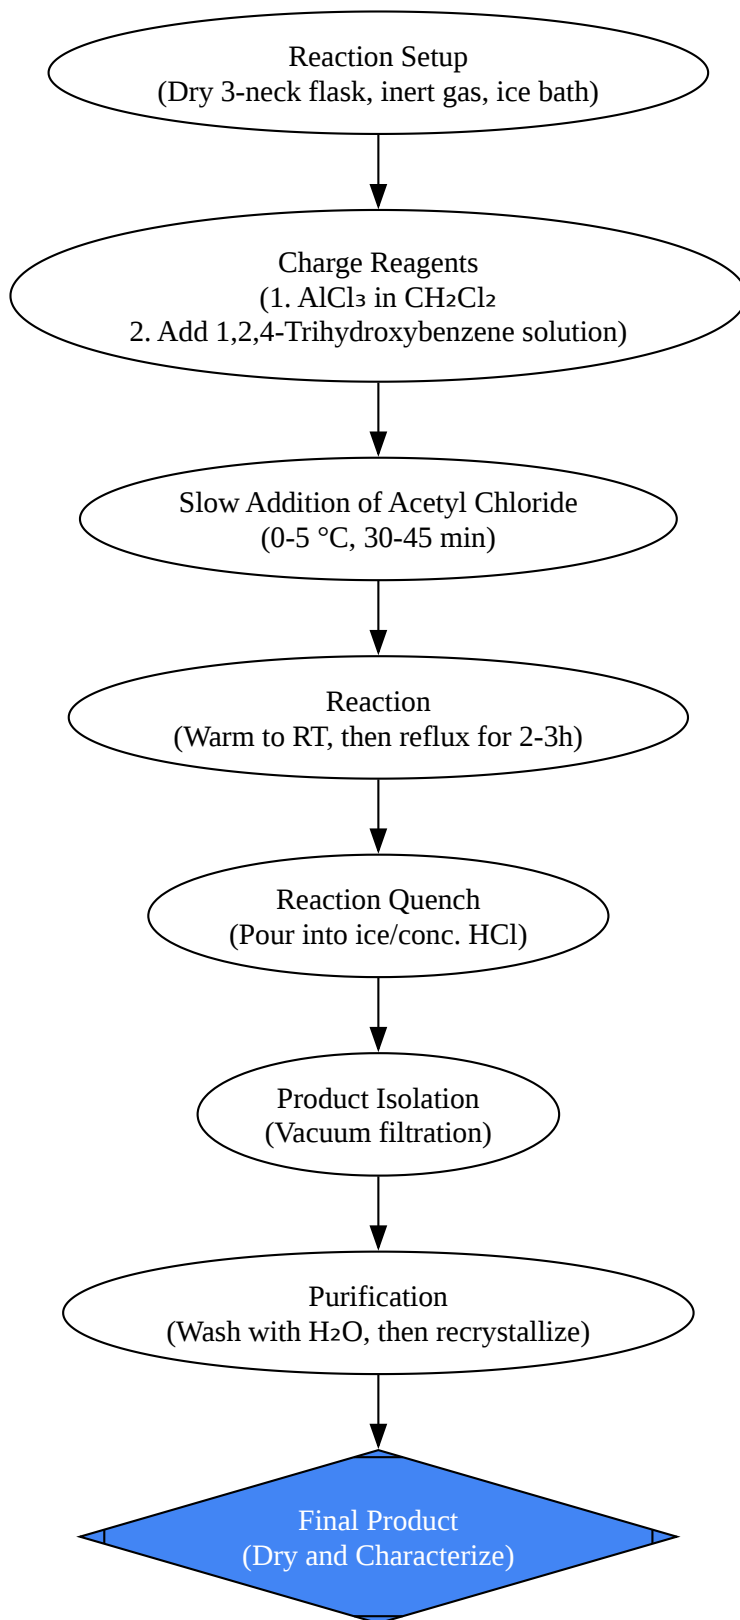 Reaction Setup
(Dry 3-neck flask, inert gas, ice bath)
Charge Reagents
(1. AlCl₃ in CH₂Cl₂
2. Add 1,2,4-Trihydroxybenzene solution)
Slow Addition of Acetyl Chloride
(0-5 °C, 30-45 min)
Reaction
(Warm to RT, then reflux for 2-3h)
Reaction Quench
(Pour into ice/conc. HCl)
Product Isolation
(Vacuum filtration)
Purification
(Wash with H₂O, then recrystallize)
Final Product
(Dry and Characterize)